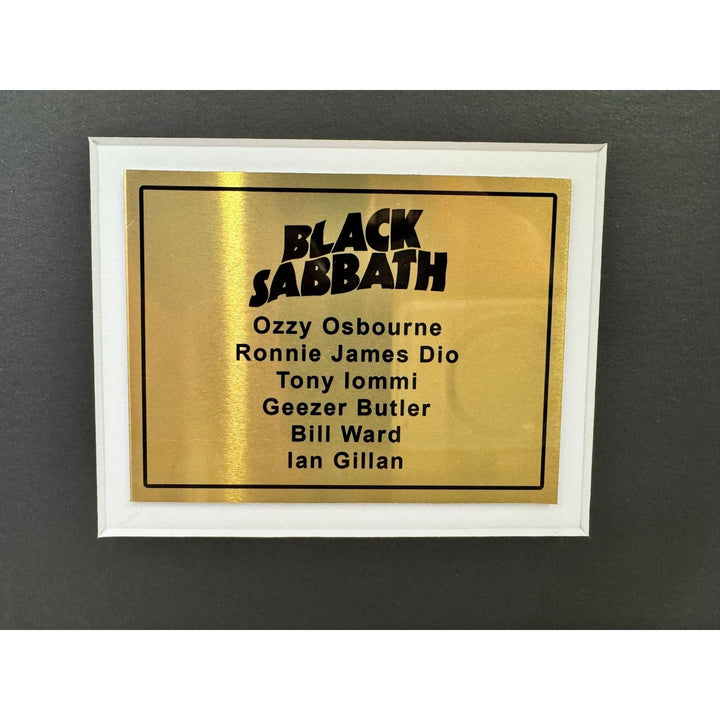 BLACK
SABBATH
Ozzy Osbourne
Ronnie James Dio
Tony Iommi
Geezer Butler
Bill Ward
Ian Gillan